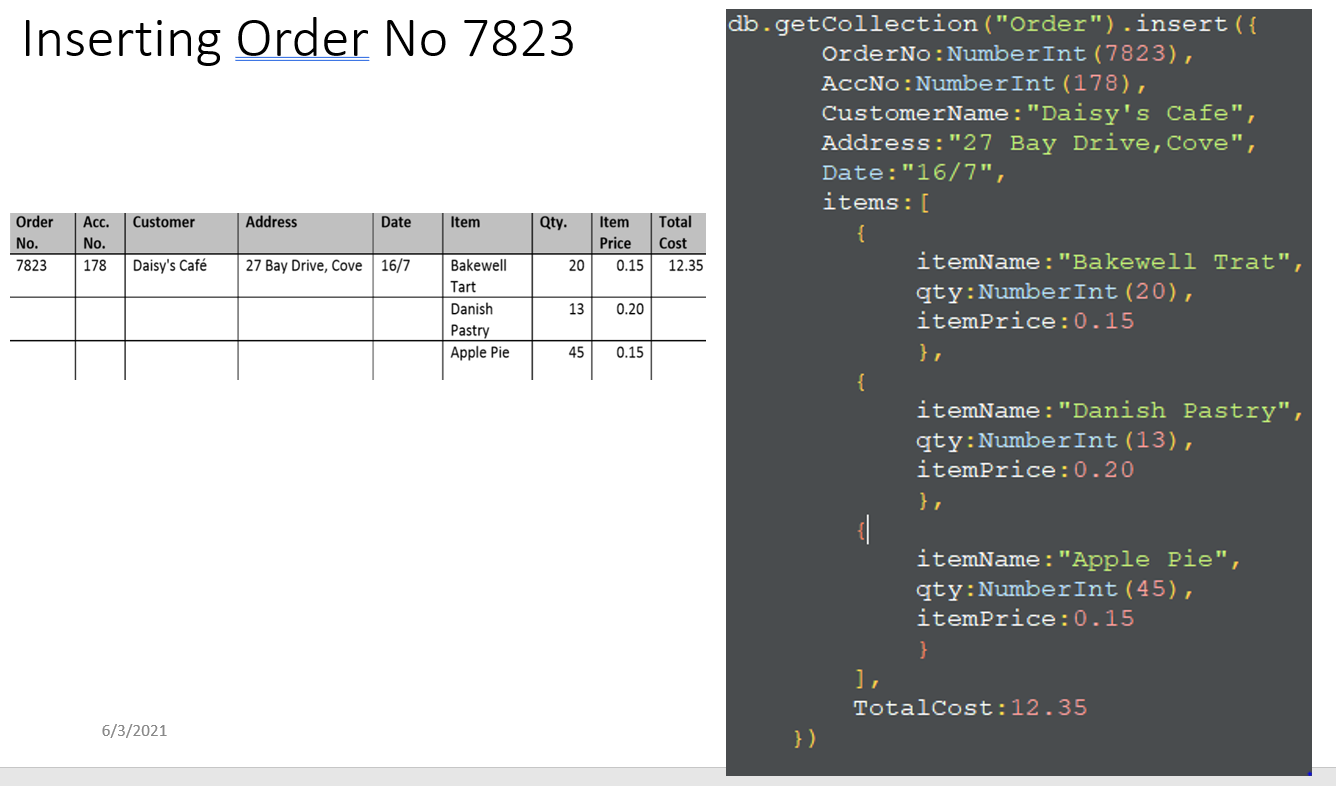 Inserting Order No 7823
Order No. Acc. No. Customer Address Date Item Qty. Item Price Total Cost
7823 178 Daisy's Café 27 Bay Drive, Cove 16/7 Bakewell Tart 20 0.15 12.35
Danish Pastry 13 0.20
Apple Pie 45 0.15
6/3/2021
db.getCollection("Order").insert({
OrderNo:NumberInt(7823),
AccNo:NumberInt(178),
CustomerName:"Daisy's Cafe",
Address:"27 Bay Drive,Cove",
Date:"16/7",
items:[
{
itemName:"Bakewell Trat",
qty:NumberInt(20),
itemPrice:0.15
},
{
itemName:"Danish Pastry",
qty:NumberInt(13),
itemPrice:0.20
},
{
itemName:"Apple Pie",
qty:NumberInt(45),
itemPrice:0.15
}
],
TotalCost:12.35
})